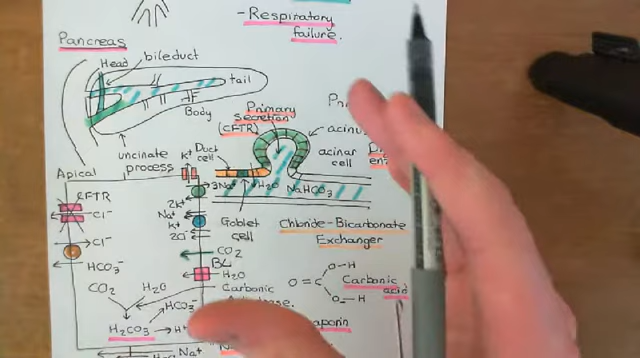 -Respiratory
failure.
Pancreas
bileduct
Head
tail
Body
uncinate
process
Primary
secretion
(CFTR)
acinus
acinar
cell
Duct
cell
K+
3Na+
H2O
NaHCO3
Goblet
cell
Apical
CFTR
Cl-
Cl-
HCO3-
2K+
Na+
K+
2Cl-
CO2
BL
H2O
Chloride-Bicarbonate
Exchanger
CO2
H2O
Carbonic
HCO3-
H2CO3
O=C
O-H
O-H
Carbonic
acid
Na+